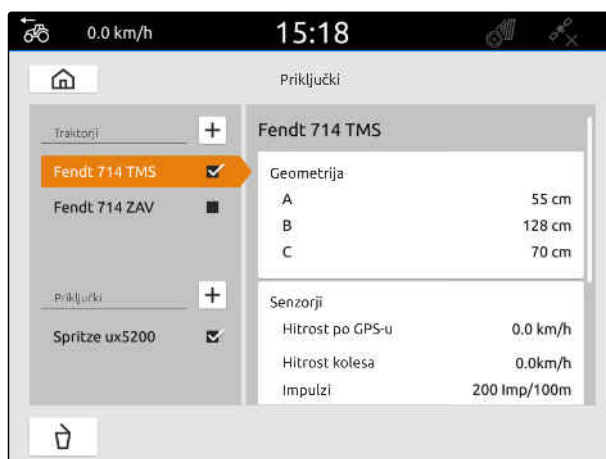 0.0 km/h 15:18
Priključki
Traktorji
Fendt 714 TMS
Fendt 714 ZAV
Priključki
Spritze ux5200
Fendt 714 TMS
Geometrija
A 55 cm
B 128 cm
C 70 cm
Senzorji
Hitrost po GPS-u 0.0 km/h
Hitrost kolesa 0.0km/h
Impulzi 200 Imp/100m